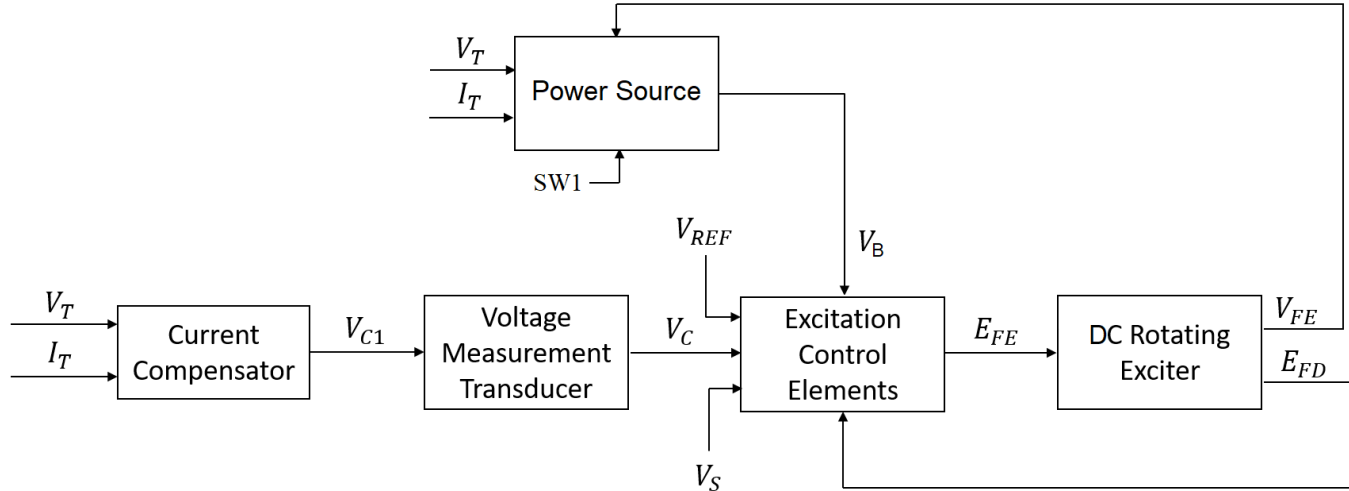 V_T
I_T
Power Source
SW1
V_REF
V_B
V_T
I_T
Current
Compensator
V_C1
Voltage
Measurement
Transducer
V_C
V_S
Excitation
Control
Elements
E_FE
DC Rotating
Exciter
V_FE
E_FD